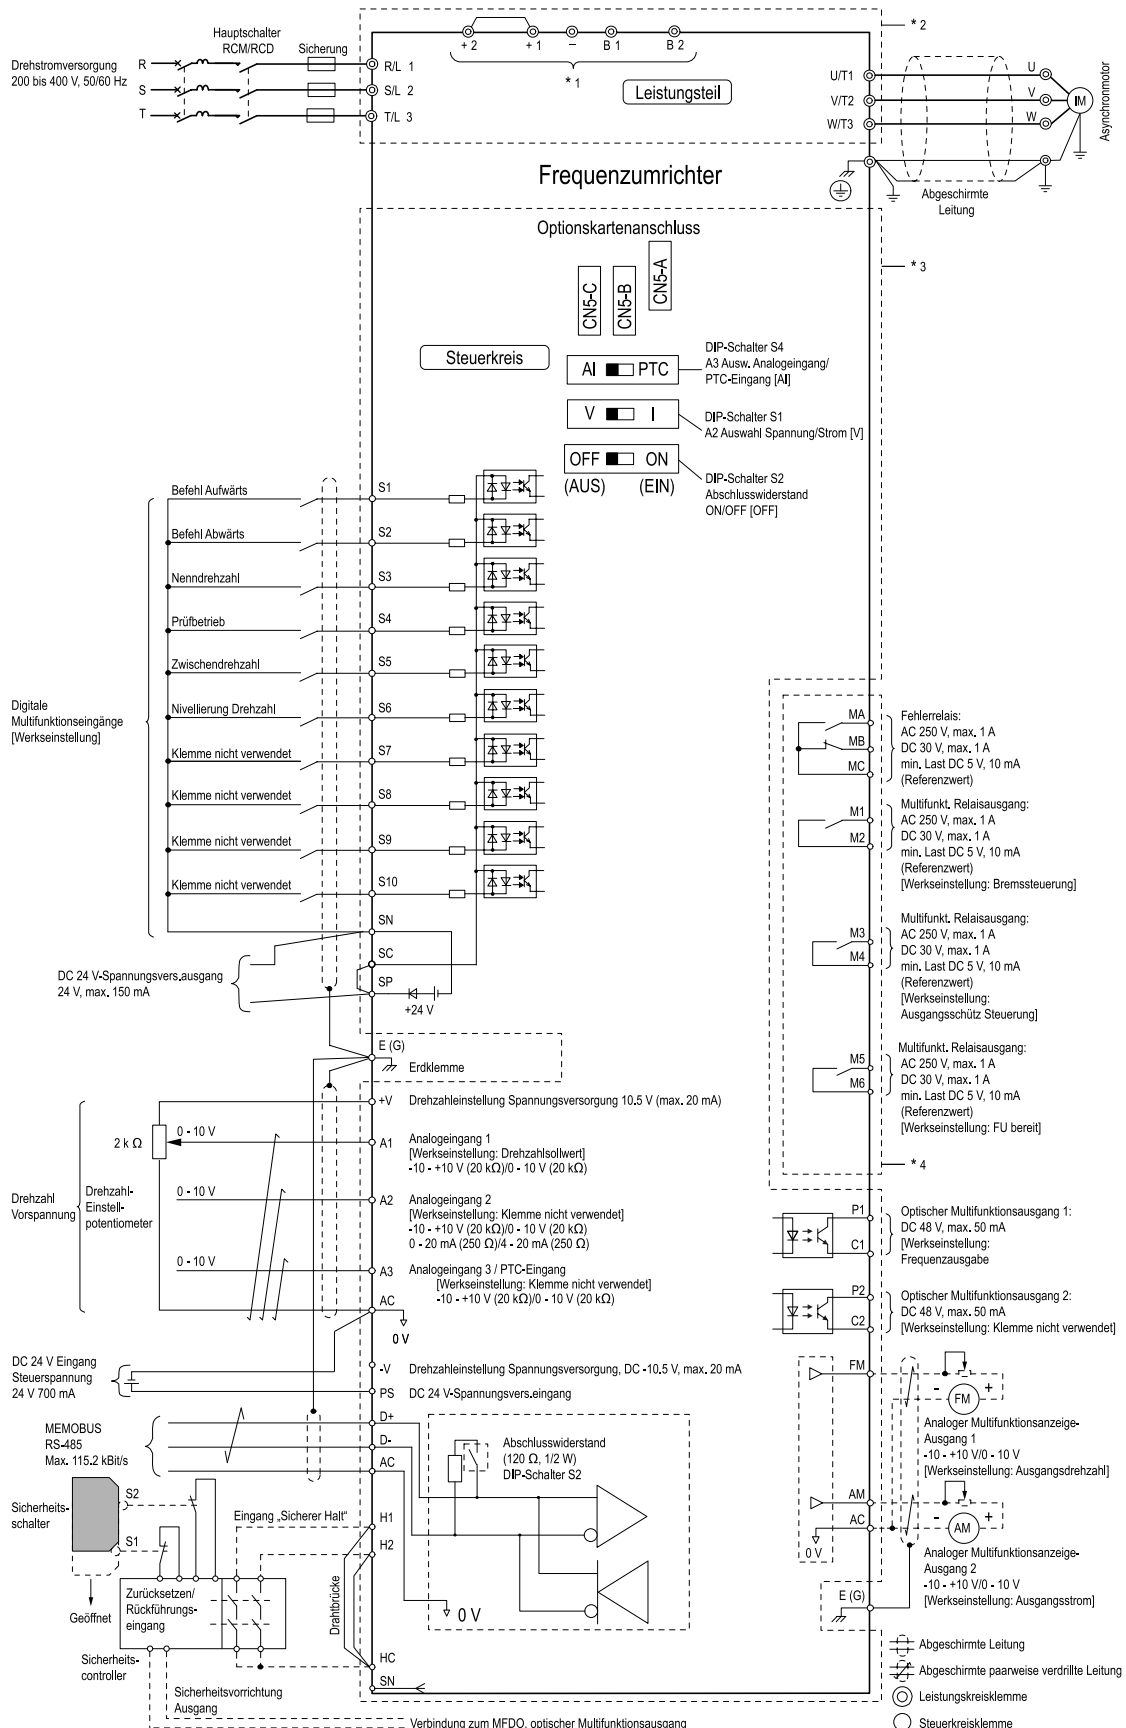 * 2
Hauptschalter
RCM/RCD
Sicherung
Drehstromversorgung
200 bis 400 V, 50/60 Hz
R
S
T
R/L 1
S/L 2
T/L 3
+ 2
+ 1
–
B 1
B 2
* 1
Leistungsteil
U/T1
V/T2
W/T3
U
V
W
IM
Asynchronmotor
Abgeschirmte
Leitung
Frequenzumrichter
Optionskartenanschluss
* 3
CN5-C
CN5-B
CN5-A
Steuerkreis
AI
PTC
DIP-Schalter S4
A3 Ausw. Analogeingang/
PTC-Eingang [AI]
V
I
DIP-Schalter S1
A2 Auswahl Spannung/Strom [V]
OFF
ON
(AUS)
(EIN)
DIP-Schalter S2
Abschlusswiderstand
ON/OFF [OFF]
Digitale
Multifunktionseingänge
[Werkseinstellung]
Befehl Aufwärts
S1
Befehl Abwärts
S2
Nenndrehzahl
S3
Prüfbetrieb
S4
Zwischendrehzahl
S5
Nivellierung Drehzahl
S6
Klemme nicht verwendet
S7
Klemme nicht verwendet
S8
Klemme nicht verwendet
S9
Klemme nicht verwendet
S10
SN
SC
SP
DC 24 V-Spannungsvers.ausgang
24 V, max. 150 mA
+24 V
E (G)
Erdklemme
MA
MB
MC
Fehlerrelais:
AC 250 V, max. 1 A
DC 30 V, max. 1 A
min. Last DC 5 V, 10 mA
(Referenzwert)
M1
M2
Multifunkt. Relaisausgang:
AC 250 V, max. 1 A
DC 30 V, max. 1 A
min. Last DC 5 V, 10 mA
(Referenzwert)
[Werkseinstellung: Bremssteuerung]
M3
M4
Multifunkt. Relaisausgang:
AC 250 V, max. 1 A
DC 30 V, max. 1 A
min. Last DC 5 V, 10 mA
(Referenzwert)
[Werkseinstellung:
Ausgangsschütz Steuerung]
M5
M6
Multifunkt. Relaisausgang:
AC 250 V, max. 1 A
DC 30 V, max. 1 A
min. Last DC 5 V, 10 mA
(Referenzwert)
[Werkseinstellung: FU bereit]
* 4
Drehzahl
Vorspannung
Drehzahl-
Einstell-
potentiometer
2 k Ω
+V
Drehzahleinstellung Spannungsversorgung 10.5 V (max. 20 mA)
0 - 10 V
A1
Analogeingang 1
[Werkseinstellung: Drehzahlsollwert]
-10 - +10 V (20 kΩ)/0 - 10 V (20 kΩ)
0 - 10 V
A2
Analogeingang 2
[Werkseinstellung: Klemme nicht verwendet]
-10 - +10 V (20 kΩ)/0 - 10 V (20 kΩ)
0 - 20 mA (250 Ω)/4 - 20 mA (250 Ω)
0 - 10 V
A3
Analogeingang 3 / PTC-Eingang
[Werkseinstellung: Klemme nicht verwendet]
-10 - +10 V (20 kΩ)/0 - 10 V (20 kΩ)
AC
0 V
P1
C1
Optischer Multifunktionsausgang 1:
DC 48 V, max. 50 mA
[Werkseinstellung:
Frequenzausgabe
P2
C2
Optischer Multifunktionsausgang 2:
DC 48 V, max. 50 mA
[Werkseinstellung: Klemme nicht verwendet]
DC 24 V Eingang
Steuerspannung
24 V 700 mA
-V
Drehzahleinstellung Spannungsversorgung, DC -10.5 V, max. 20 mA
PS
DC 24 V-Spannungsvers.eingang
MEMOBUS
RS-485
Max. 115.2 kBit/s
D+
D-
AC
Abschlusswiderstand
(120 Ω, 1/2 W)
DIP-Schalter S2
0 V
FM
- +
FM
Analoger Multifunktionsanzeige-
Ausgang 1
-10 - +10 V/0 - 10 V
[Werkseinstellung: Ausgangsdrehzahl]
AM
AC
0 V
- +
AM
Analoger Multifunktionsanzeige-
Ausgang 2
-10 - +10 V/0 - 10 V
[Werkseinstellung: Ausgangsstrom]
E (G)
Sicherheits-
schalter
S2
S1
Geöffnet
Eingang „Sicherer Halt"
H1
H2
Drahtbrücke
Zurücksetzen/
Rückführungs-
eingang
Sicherheits-
controller
HC
SN
Sicherheitsvorrichtung
Ausgang
Verbindung zum MFDO, optischer Multifunktionsausgang
Abgeschirmte Leitung
Abgeschirmte paarweise verdrillte Leitung
Leistungskreisklemme
Steuerkreisklemme